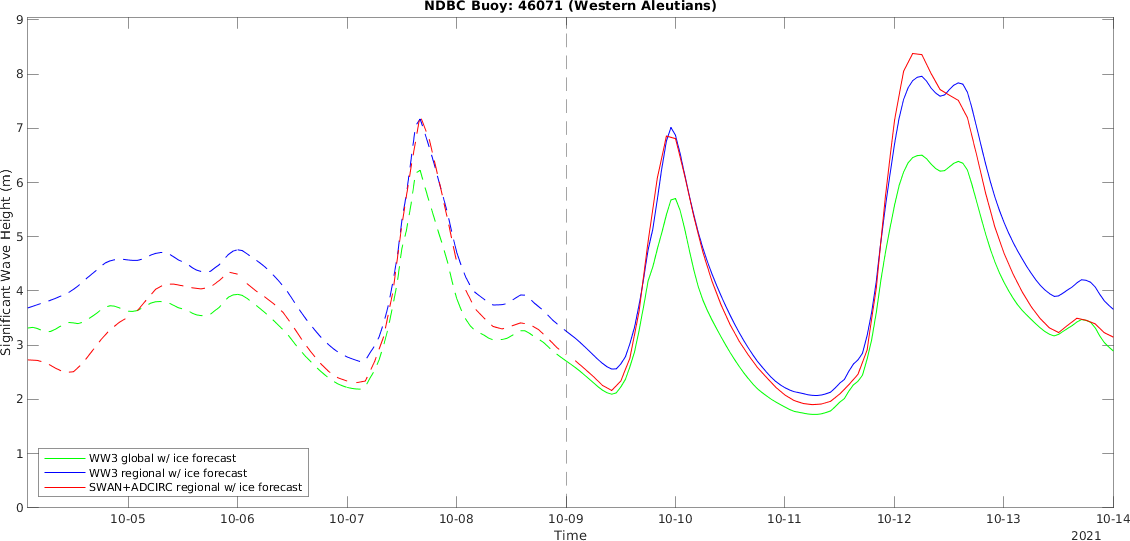 NDBC Buoy: 46071 (Western Aleutians)
9
8
7
6
5
4
3
2
1
0
Significant Wave Height (m)
WW3 global w/ ice forecast
WW3 regional w/ ice forecast
SWAN+ADCIRC regional w/ ice forecast
10-05 10-06 10-07 10-08 10-09 10-10 10-11 10-12 10-13 10-14
Time
2021